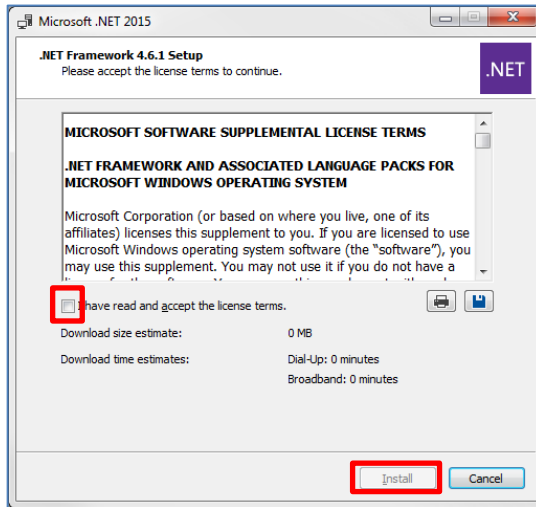 Microsoft .NET 2015
.NET Framework 4.6.1 Setup
Please accept the license terms to continue.
.NET
MICROSOFT SOFTWARE SUPPLEMENTAL LICENSE TERMS
.NET FRAMEWORK AND ASSOCIATED LANGUAGE PACKS FOR
MICROSOFT WINDOWS OPERATING SYSTEM
Microsoft Corporation (or based on where you live, one of its
affiliates) licenses this supplement to you. If you are licensed to use
Microsoft Windows operating system software (the “software”), you
may use this supplement. You may not use it if you do not have a
I have read and accept the license terms.
Download size estimate: 0 MB
Download time estimates: Dial-Up: 0 minutes
Broadband: 0 minutes
Install Cancel